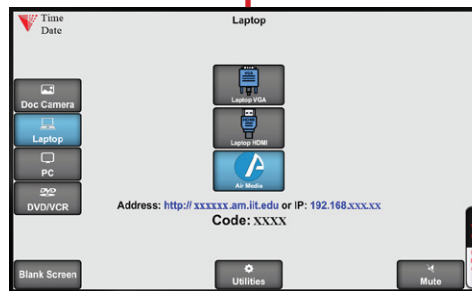 Time
Date
Laptop
Doc Camera
Laptop
PC
DVD
DVD/VCR
Laptop VGA
Laptop HDMI
Air Media
Address: http:// xxxxxx.am.iit.edu or IP: 192.168.xxx.xx
Code: XXXX
Blank Screen
Utilities
Mute